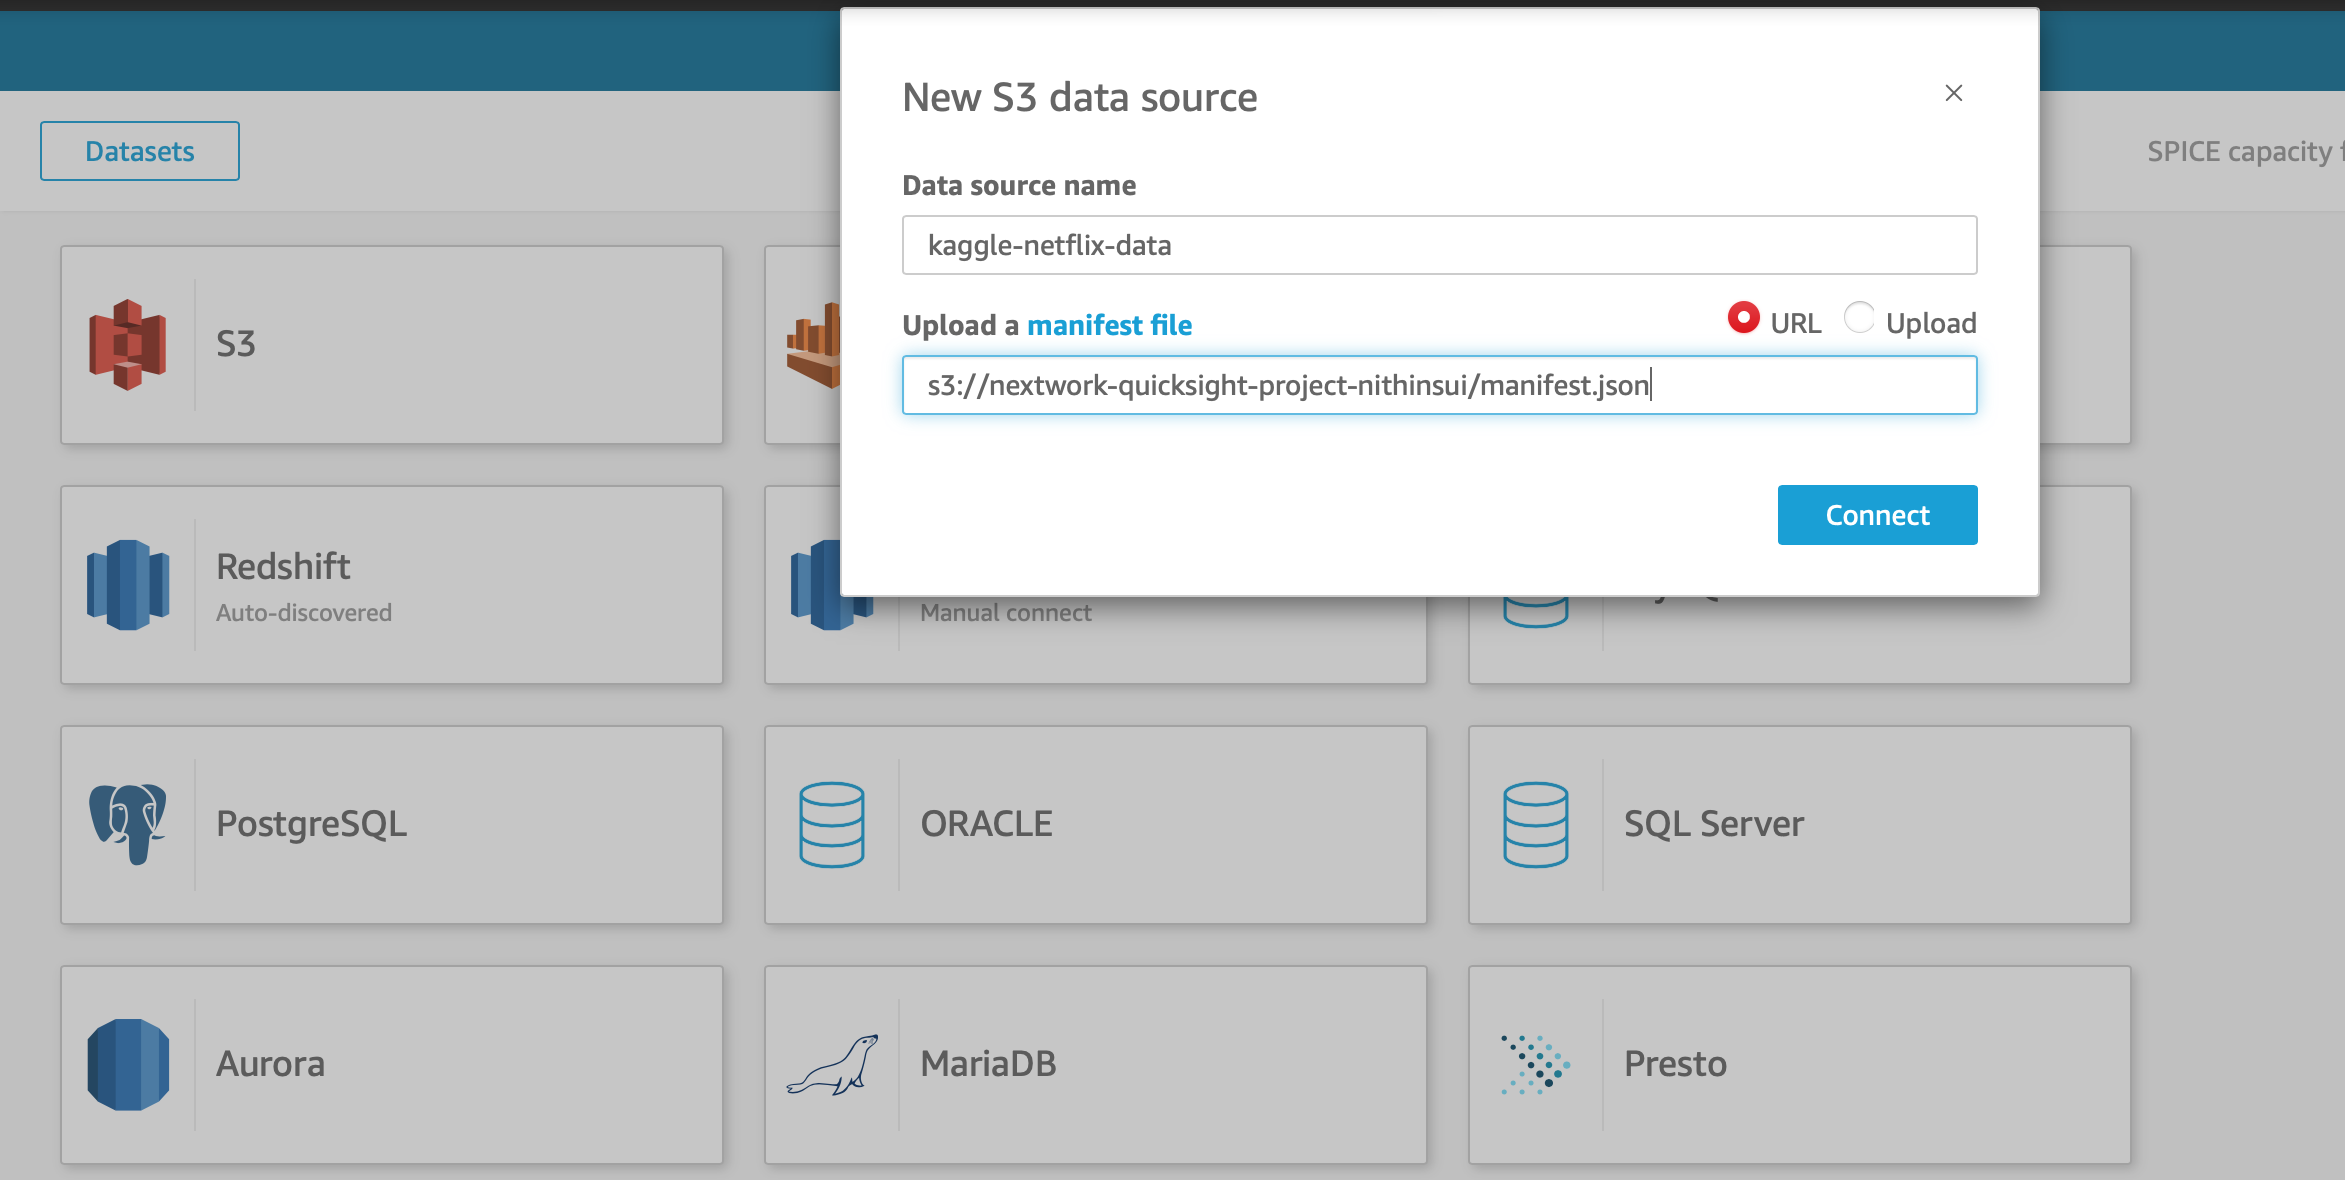 New S3 data source
Datasets
SPICE capacity
Data source name
kaggle-netflix-data
Upload a manifest file
URL
Upload
s3://nextwork-quicksight-project-nithinsui/manifest.json
Connect
S3
Redshift
Auto-discovered
Manual connect
PostgreSQL
ORACLE
SQL Server
Aurora
MariaDB
Presto